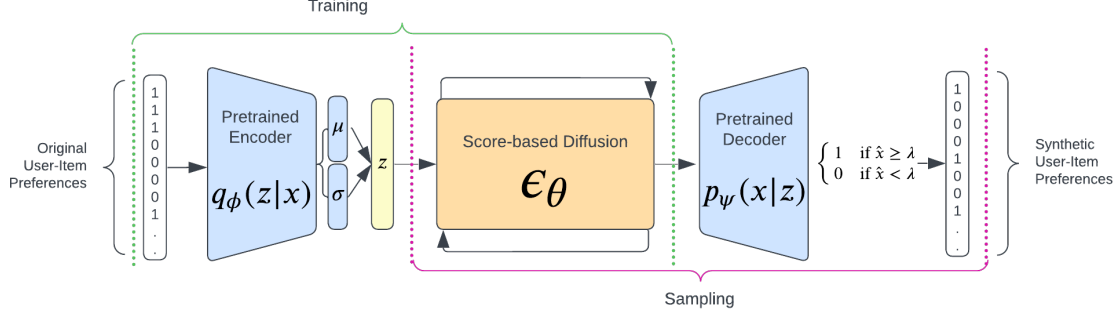 Training
Original
User-Item
Preferences
1
1
1
0
0
0
0
1
.
.
Pretrained
Encoder
qϕ(z|x)
μ
σ
z
Score-based Diffusion
ϵθ
Pretrained
Decoder
pψ(x|z)
1 if x̂ ≥ λ
0 if x̂ < λ
1
0
0
0
1
0
0
1
.
.
Synthetic
User-Item
Preferences
Sampling